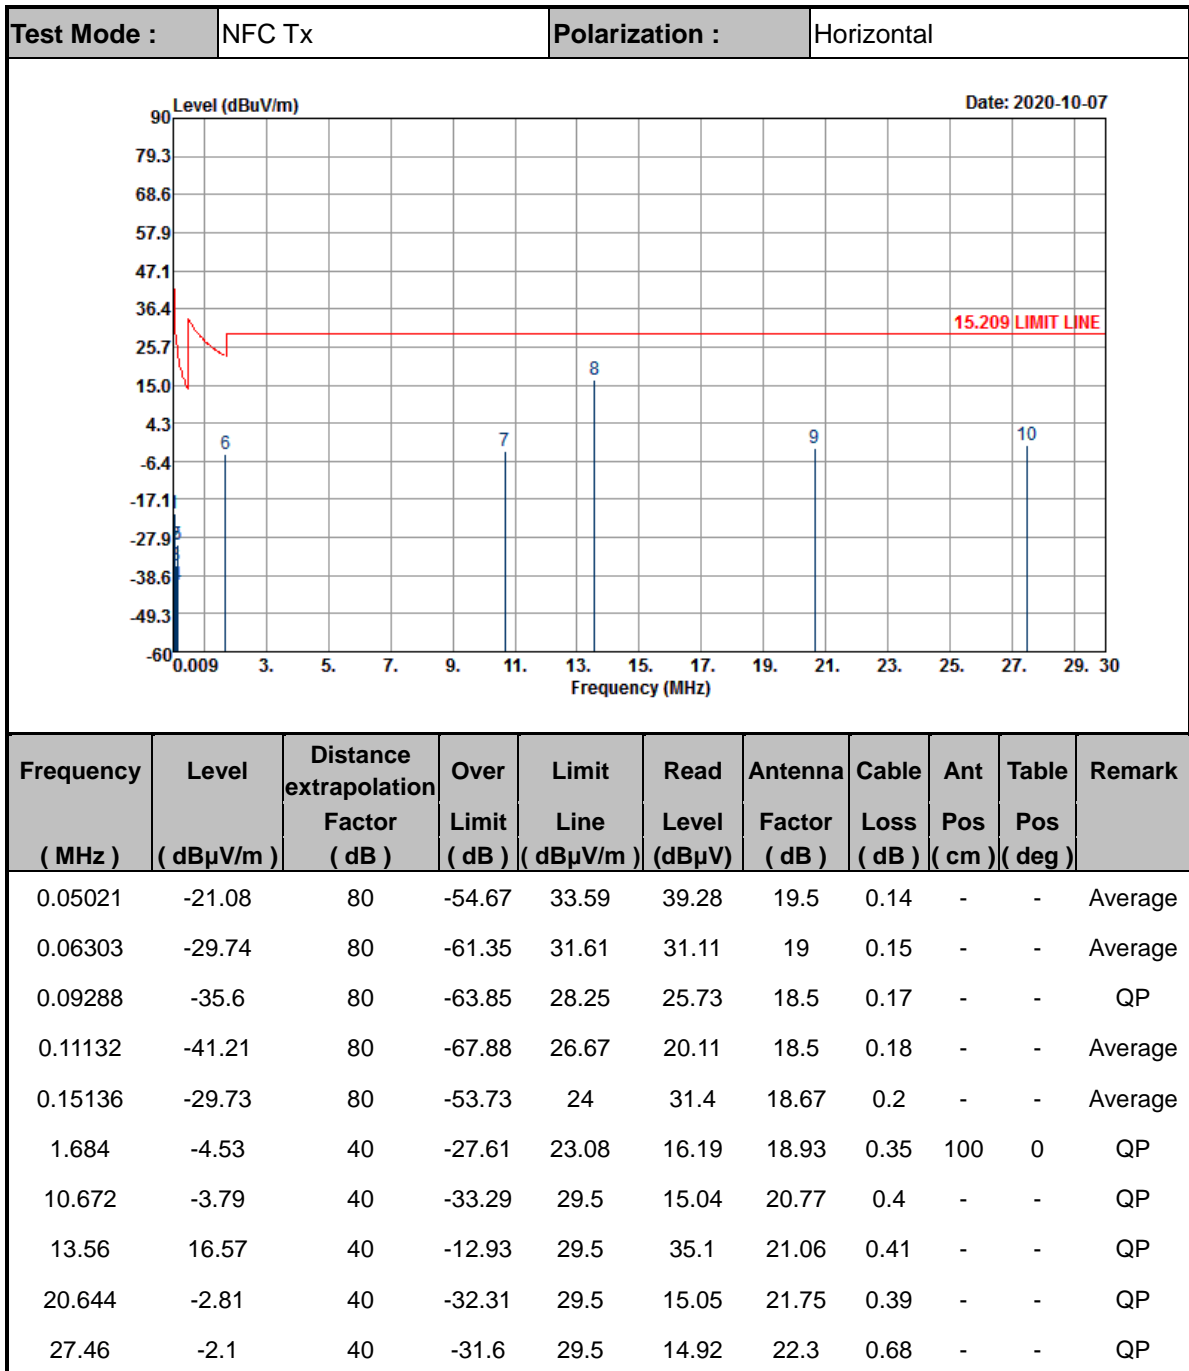 Test Mode : NFC Tx Polarization : Horizontal
Level (dBuV/m) Date: 2020-10-07
90
79.3
68.6
57.9
47.1
36.4
15.209 LIMIT LINE
25.7
8
15.0
4.3
6 7 9 10
-6.4
-17.1
-27.9
-38.6
-49.3
-60
0.009 3. 5. 7. 9. 11. 13. 15. 17. 19. 21. 23. 25. 27. 29. 30
Frequency (MHz)
Frequency Level Distance extrapolation Over Limit Read Antenna Cable Ant Table Remark
Factor Limit Line Level Factor Loss Pos Pos
( MHz ) ( dBµV/m ) ( dB ) ( dB ) ( dBµV/m ) (dBµV) ( dB ) ( dB ) ( cm ) ( deg )
0.05021 -21.08 80 -54.67 33.59 39.28 19.5 0.14 - - Average
0.06303 -29.74 80 -61.35 31.61 31.11 19 0.15 - - Average
0.09288 -35.6 80 -63.85 28.25 25.73 18.5 0.17 - - QP
0.11132 -41.21 80 -67.88 26.67 20.11 18.5 0.18 - - Average
0.15136 -29.73 80 -53.73 24 31.4 18.67 0.2 - - Average
1.684 -4.53 40 -27.61 23.08 16.19 18.93 0.35 100 0 QP
10.672 -3.79 40 -33.29 29.5 15.04 20.77 0.4 - - QP
13.56 16.57 40 -12.93 29.5 35.1 21.06 0.41 - - QP
20.644 -2.81 40 -32.31 29.5 15.05 21.75 0.39 - - QP
27.46 -2.1 40 -31.6 29.5 14.92 22.3 0.68 - - QP